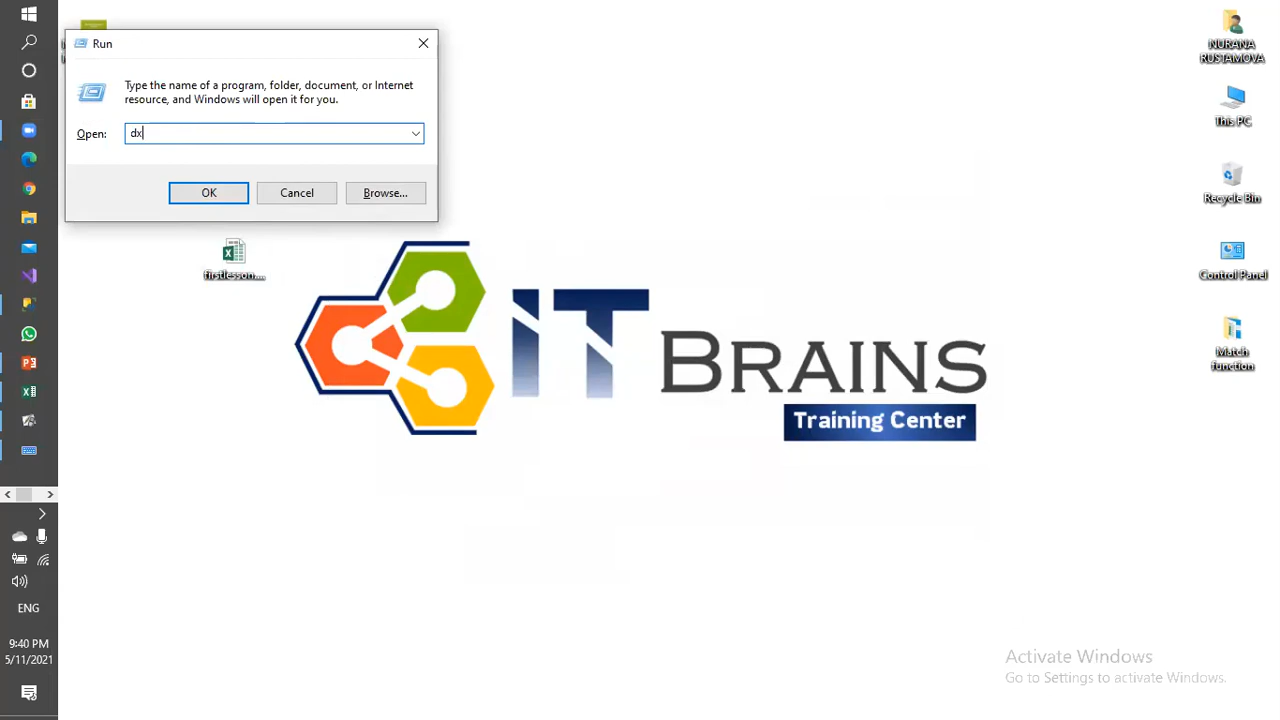 Run
Type the name of a program, folder, document, or Internet
resource, and Windows will open it for you.
Open:
dx
OK
Cancel
Browse...
firstlesson....
NURANA
RUSTAMOVA
This PC
Recycle Bin
Control Panel
Match
function
iT BRAINS
Training Center
ENG
9:40 PM
5/11/2021
Activate Windows
Go to Settings to activate Windows.